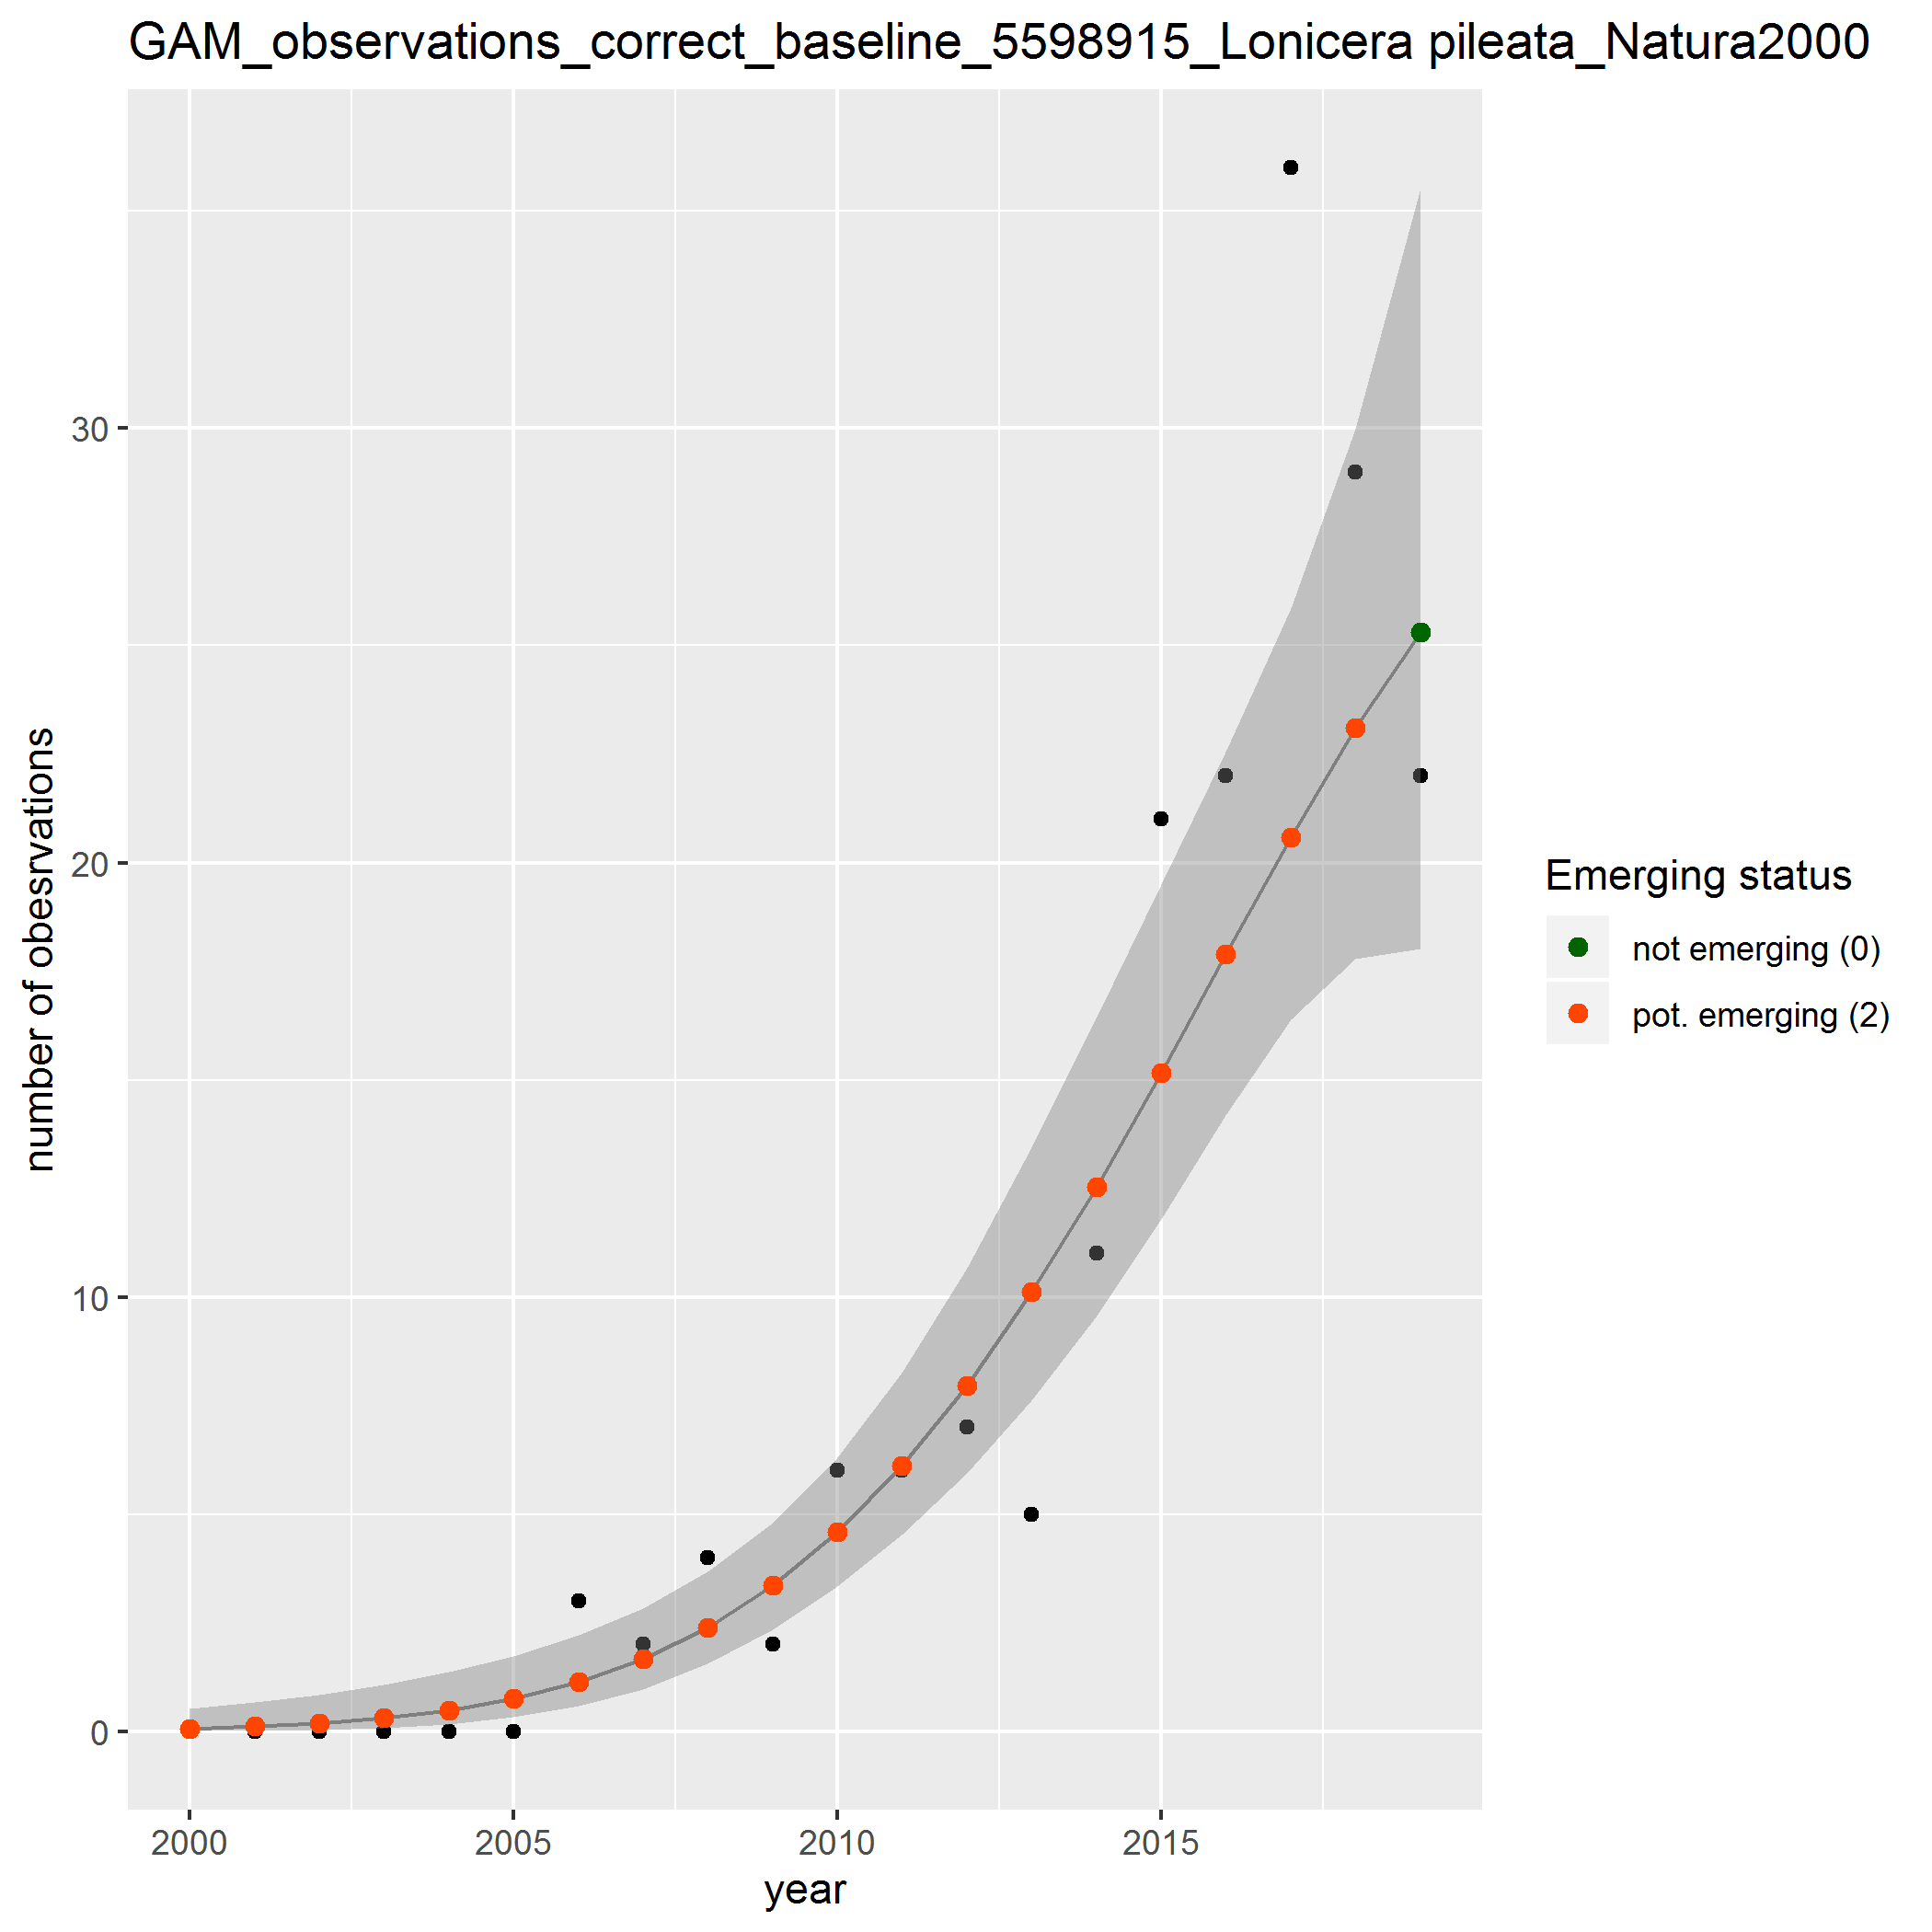 GAM_observations_correct_baseline_5598915_Lonicera pileata_Natura2000
number of obesrvations
30
20
10
0
2000 2005 2010 2015
year
Emerging status
not emerging (0)
pot. emerging (2)